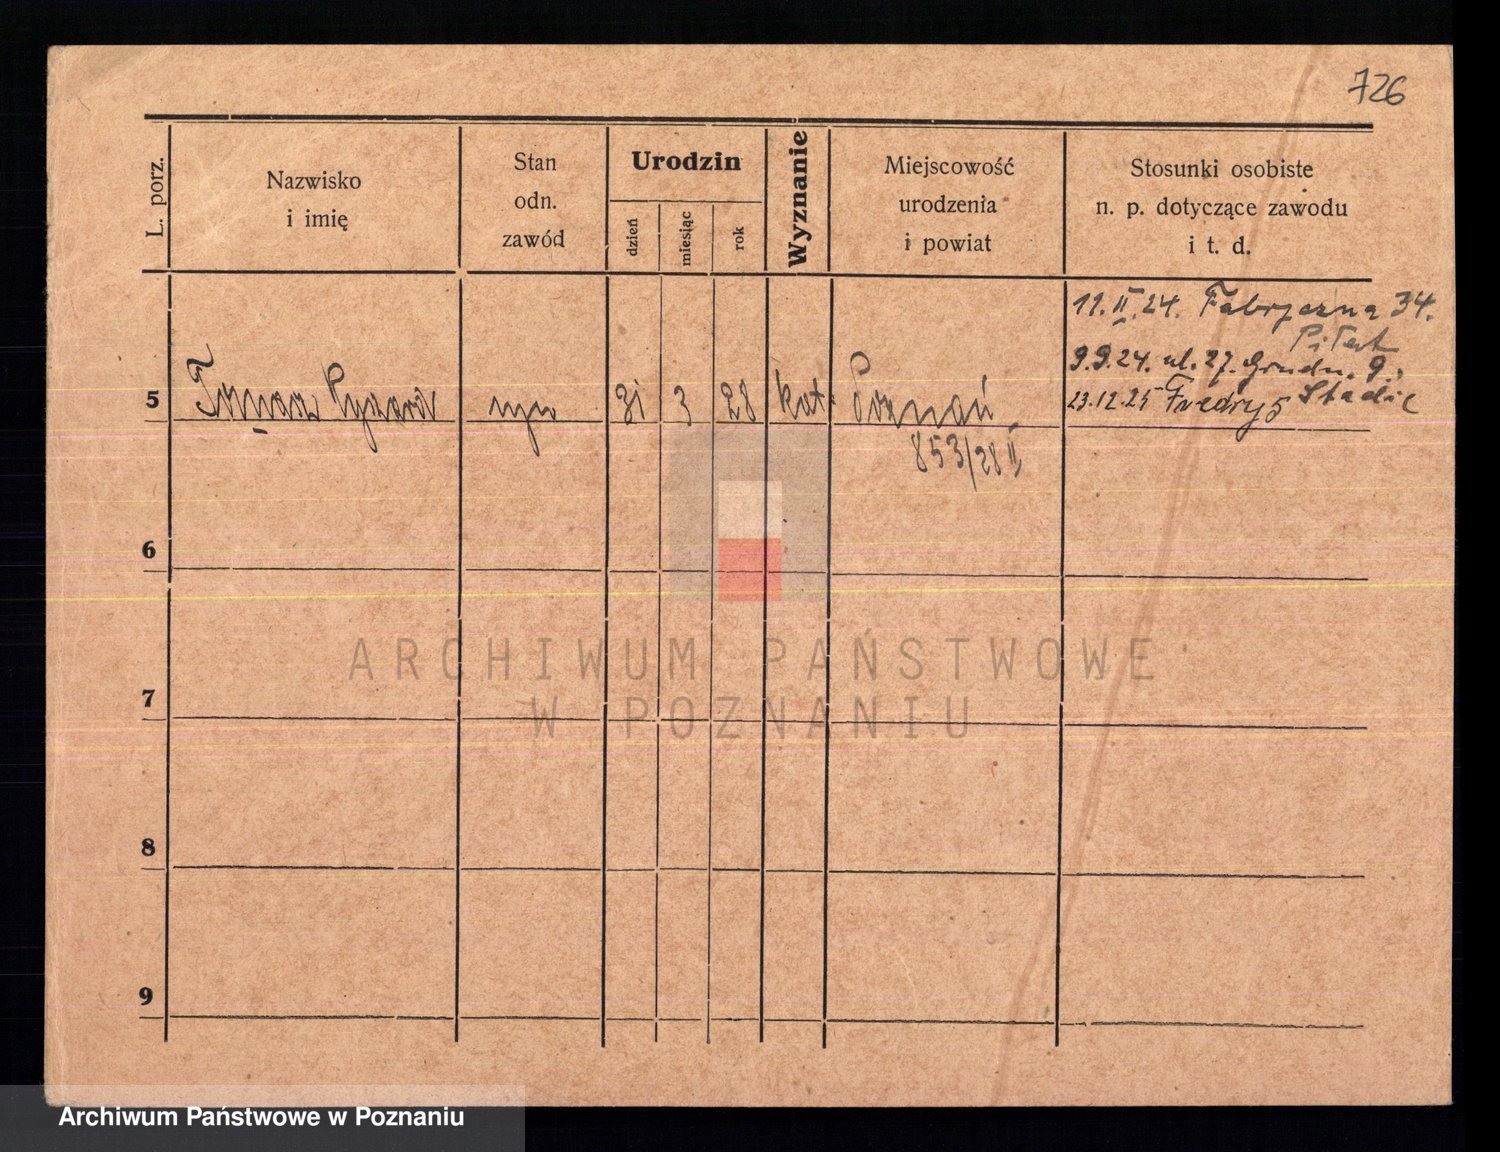 726
L. porz.
Nazwisko
i imię
Stan
odn.
zawód
Urodzin
dzień
miesiąc
rok
Wyznanie
Miejscowość
urodzenia
i powiat
Stosunki osobiste
n. p. dotyczące zawodu
i t. d.
11. II. 24. Fabryczna 34.
9.9.24. ul. 27. Grudn. 9.
23.12.25 Fredry 5
5
syn 31 3 28 kat. Poznań
853/28 II
6
7
8
9
ARCHIWUM PAŃSTWOWE
W POZNANIU
Archiwum Państwowe w Poznaniu